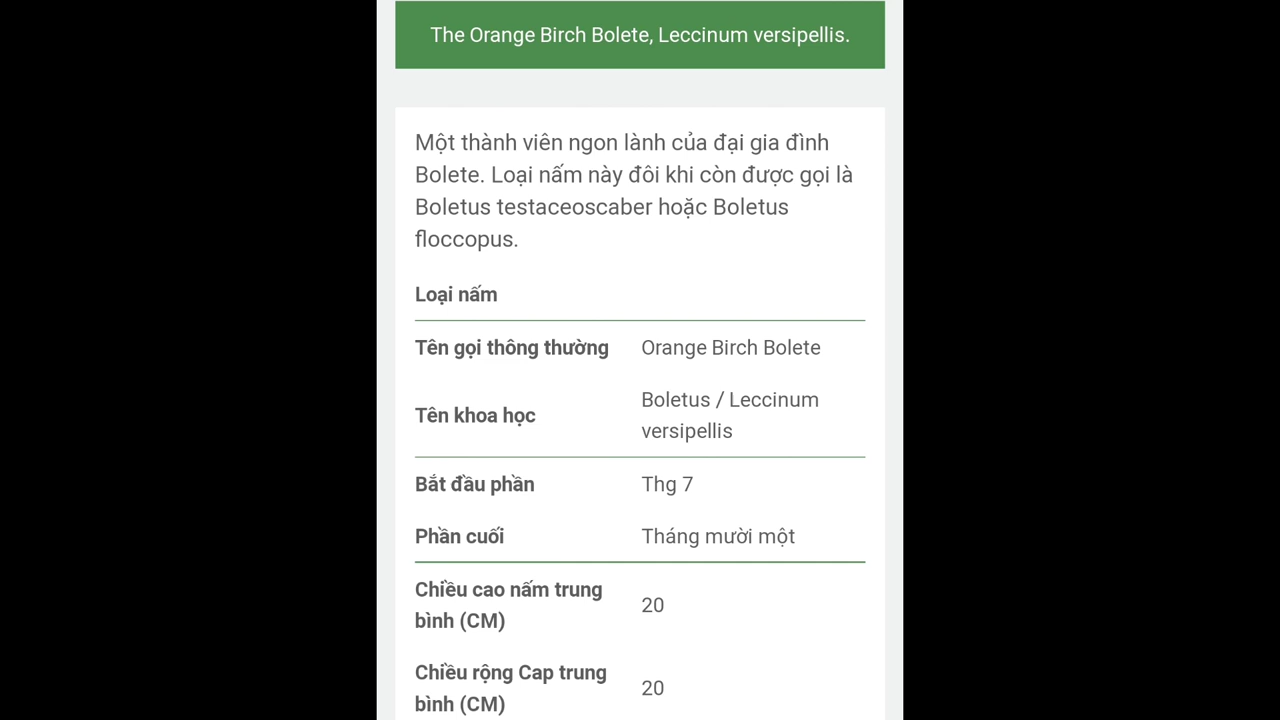 The Orange Birch Bolete, Leccinum versipellis.
Một thành viên ngon lành của đại gia đình
Bolete. Loại nấm này đôi khi còn được gọi là
Boletus testaceoscaber hoặc Boletus
floccopus.
Loại nấm
Tên gọi thông thường Orange Birch Bolete
Tên khoa học Boletus / Leccinum
versipellis
Bắt đầu phần Thg 7
Phần cuối Tháng mười một
Chiều cao nấm trung
bình (CM) 20
Chiều rộng Cap trung
bình (CM) 20